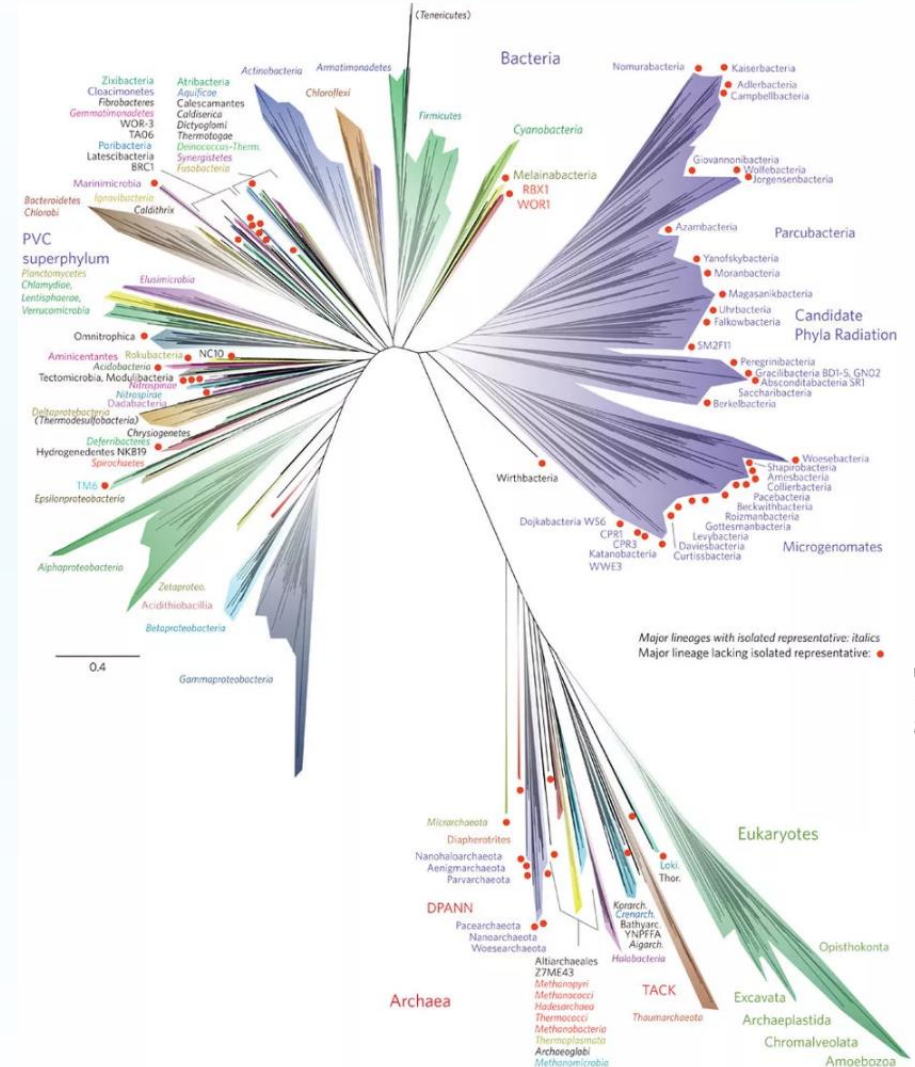 (Tenericutes)
Bacteria
Armatimonadetes
Actinobacteria
Zixibacteria
Cloacimonetes
Fibrobacteres
Gemmatimonadetes
WOR-3
TA06
Poribacteria
Latescibacteria
BRC1
Atribacteria
Aquificae
Calescamantes
Caldiserica
Dictyoglomi
Thermotogae
Deinococcus-Therm.
Synergistetes
Fusobacteria
Chloroflexi
Firmicutes
Cyanobacteria
Melainabacteria
RBX1
WOR1
Nomurabacteria
Kaiserbacteria
Adlerbacteria
Campbellbacteria
Giovannonibacteria
Wolfebacteria
Jorgensenbacteria
Azambacteria
Parcubacteria
Yanofskybacteria
Moranbacteria
Magasanikbacteria
Uhrbacteria
Falkowbacteria
Candidate
Phyla Radiation
SM2F11
Peregrinibacteria
Gracilibacteria BD1-5, GN02
Absconditabacteria SR1
Saccharibacteria
Berkelbacteria
Marinimicrobia
Bacteroidetes
Chlorobi
Ignavibacteria
Caldithrix
PVC
superphylum
Planctomycetes
Chlamydiae,
Lentisphaerae,
Verrucomicrobia
Elusimicrobia
Omnitrophica
Aminicentantes
Rokubacteria
NC10
Acidobacteria
Tectomicrobia, Modulibacteria
Nitrospinae
Nitrospirae
Dadabacteria
Deltaprotebacteria
(Thermodesulfobacteria)
Chrysiogenetes
Deferribacteres
Hydrogenedentes NKB19
Spirochaetes
TM6
Epsilonproteobacteria
Alphaproteobacteria
Zetaproteo.
Acidithiobacillia
Betaproteobacteria
Gammaproteobacteria
0.4
Wirthbacteria
Woesebacteria
Shapirobacteria
Amesbacteria
Collierbacteria
Pacebacteria
Beckwithbacteria
Roizmanbacteria
Gottesmanbacteria
Levybacteria
Daviesbacteria
Curtissbacteria
Microgenomates
Dojkabacteria WS6
CPR1
CPR3
Katanobacteria
WWE3
Major lineages with isolated representative: italics
Major lineage lacking isolated representative:
Micrarchaeota
Diapherotrites
Nanohaloarchaeota
Aenigmarchaeota
Parvarchaeota
DPANN
Pacearchaeota
Nanoarchaeota
Woesearchaeota
Archaea
Altiarchaeales
Z7ME43
Methanopyri
Methanococci
Hadesarchaea
Thermococci
Methanobacteria
Thermoplasmata
Archaeoglobi
Methanomicrobia
Halobacteria
Korarch.
Crenarch.
Bathyarc.
YNPFFA
Aigarch.
TACK
Thaumarchaeota
Loki.
Thor.
Eukaryotes
Opisthokonta
Excavata
Archaeplastida
Chromalveolata
Amoebozoa